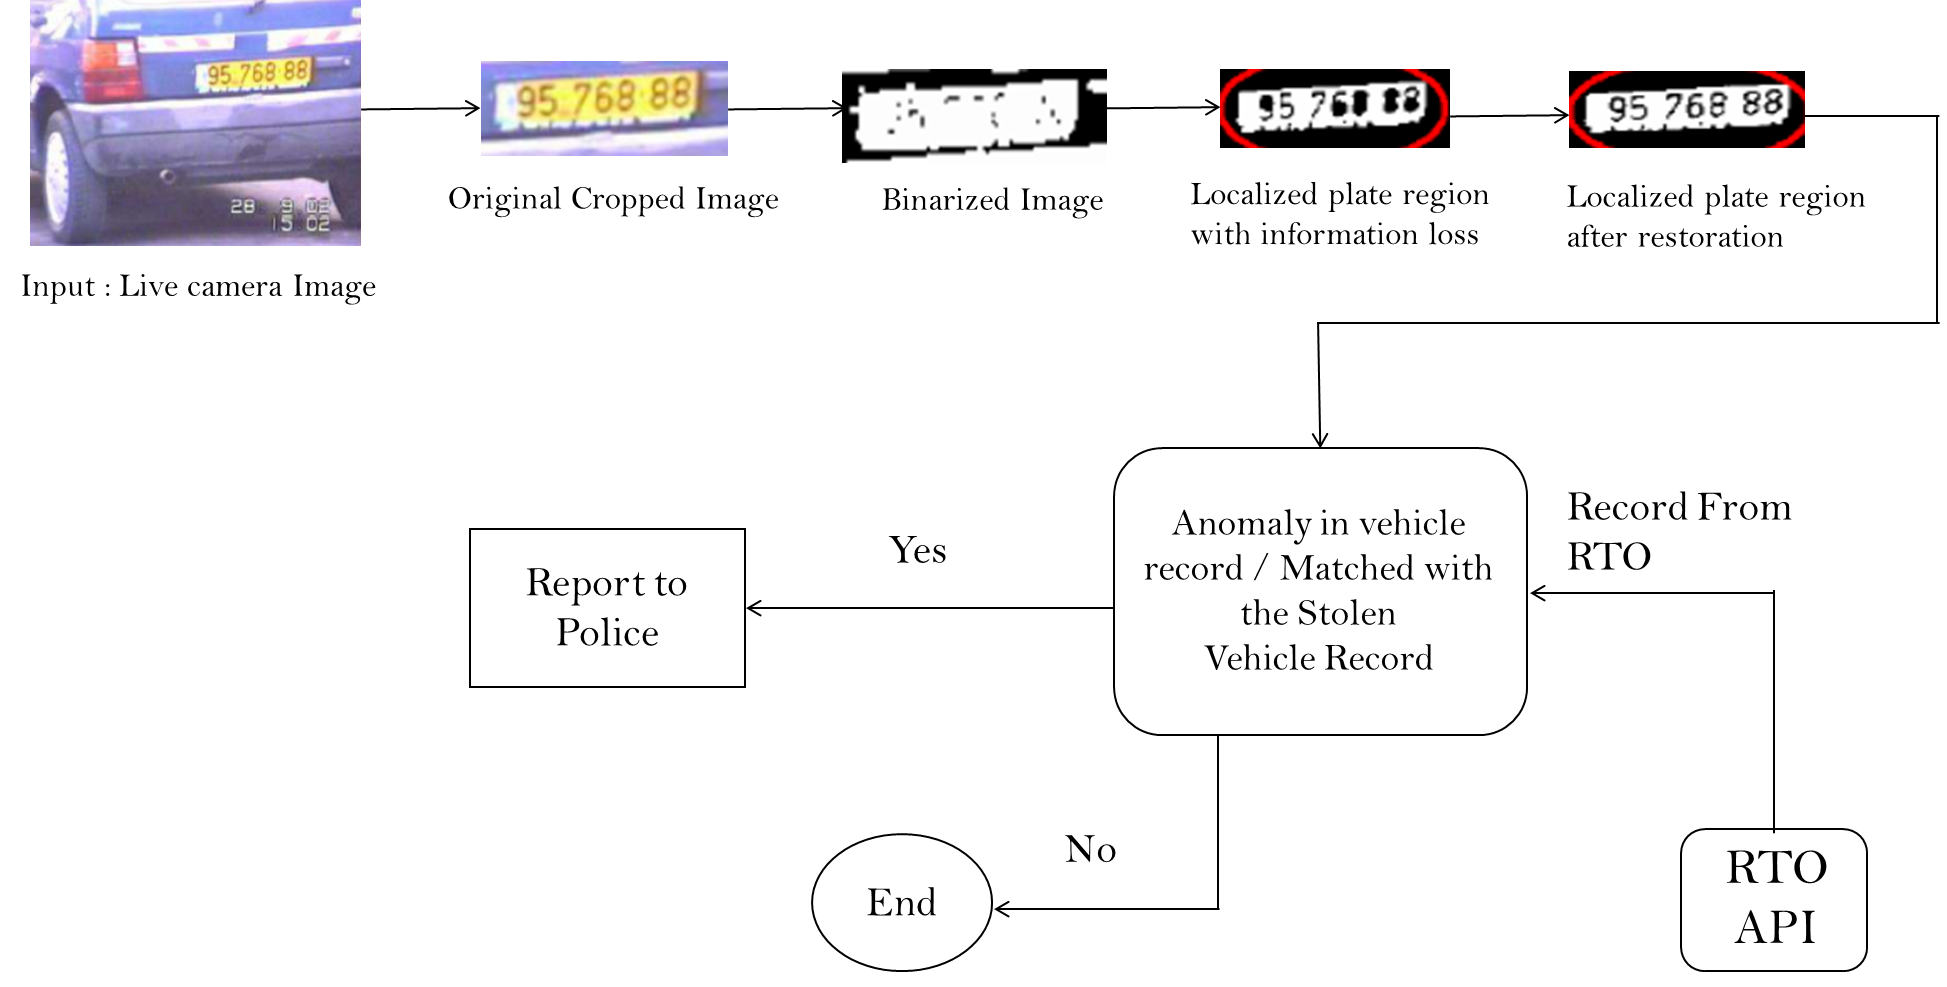 95-768-88
28 9 03
15 02
Input : Live camera Image
95-768-88
Original Cropped Image
Binarized Image
95 768 88
Localized plate region
with information loss
95 768 88
Localized plate region
after restoration
Anomaly in vehicle
record / Matched with
the Stolen
Vehicle Record
Record From
RTO
Yes
Report to
Police
No
End
RTO
API